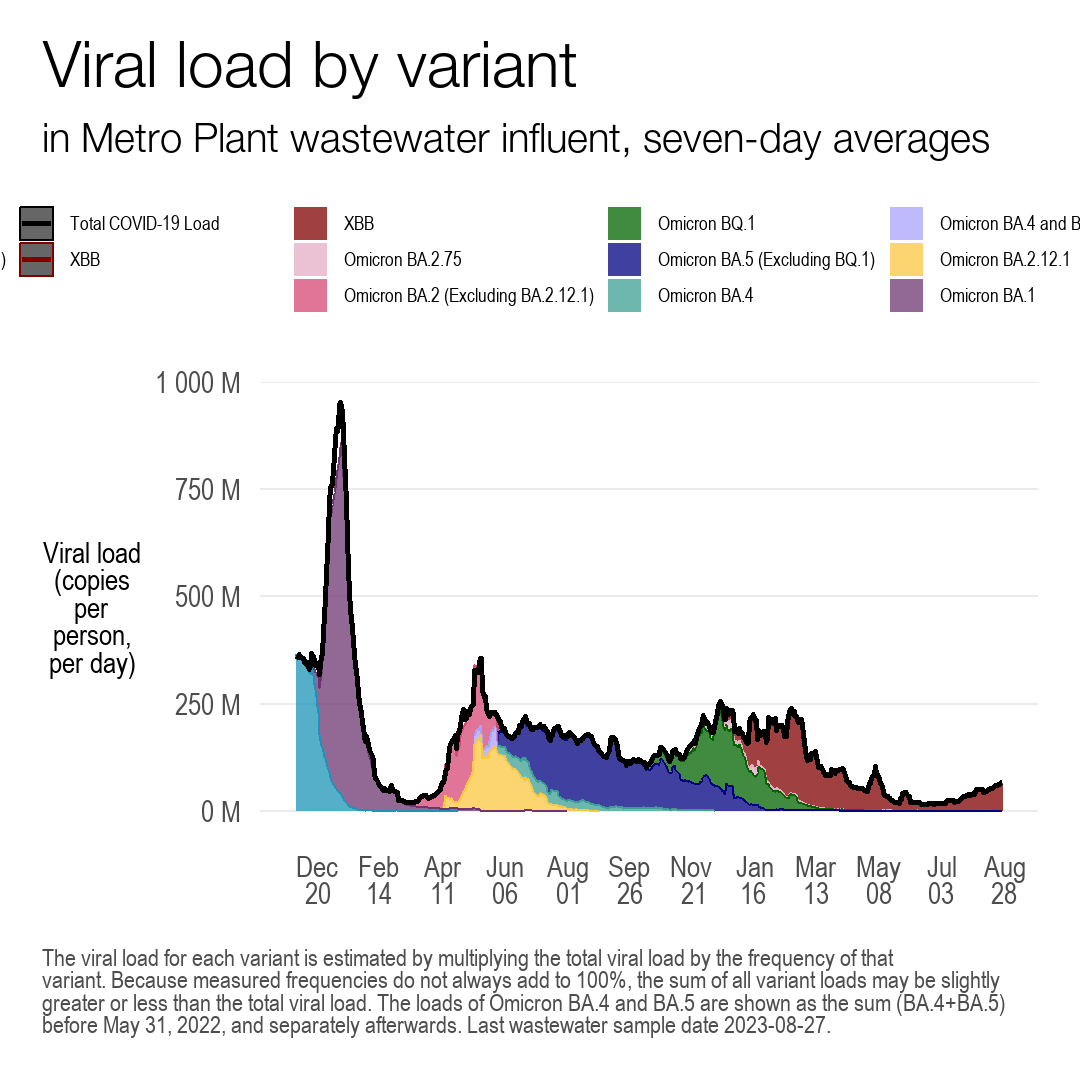 Viral load by variant
in Metro Plant wastewater influent, seven-day averages
Total COVID-19 Load
XBB
Omicron BQ.1
Omicron BA.4 and B
)
XBB
Omicron BA.2.75
Omicron BA.5 (Excluding BQ.1)
Omicron BA.2.12.1
Omicron BA.2 (Excluding BA.2.12.1)
Omicron BA.4
Omicron BA.1
1 000 M
750 M
500 M
250 M
0 M
Viral load
(copies
per
person,
per day)
Dec Feb Apr Jun Aug Sep Nov Jan Mar May Jul Aug
20 14 11 06 01 26 21 16 13 08 03 28
The viral load for each variant is estimated by multiplying the total viral load by the frequency of that
variant. Because measured frequencies do not always add to 100%, the sum of all variant loads may be slightly
greater or less than the total viral load. The loads of Omicron BA.4 and BA.5 are shown as the sum (BA.4+BA.5)
before May 31, 2022, and separately afterwards. Last wastewater sample date 2023-08-27.